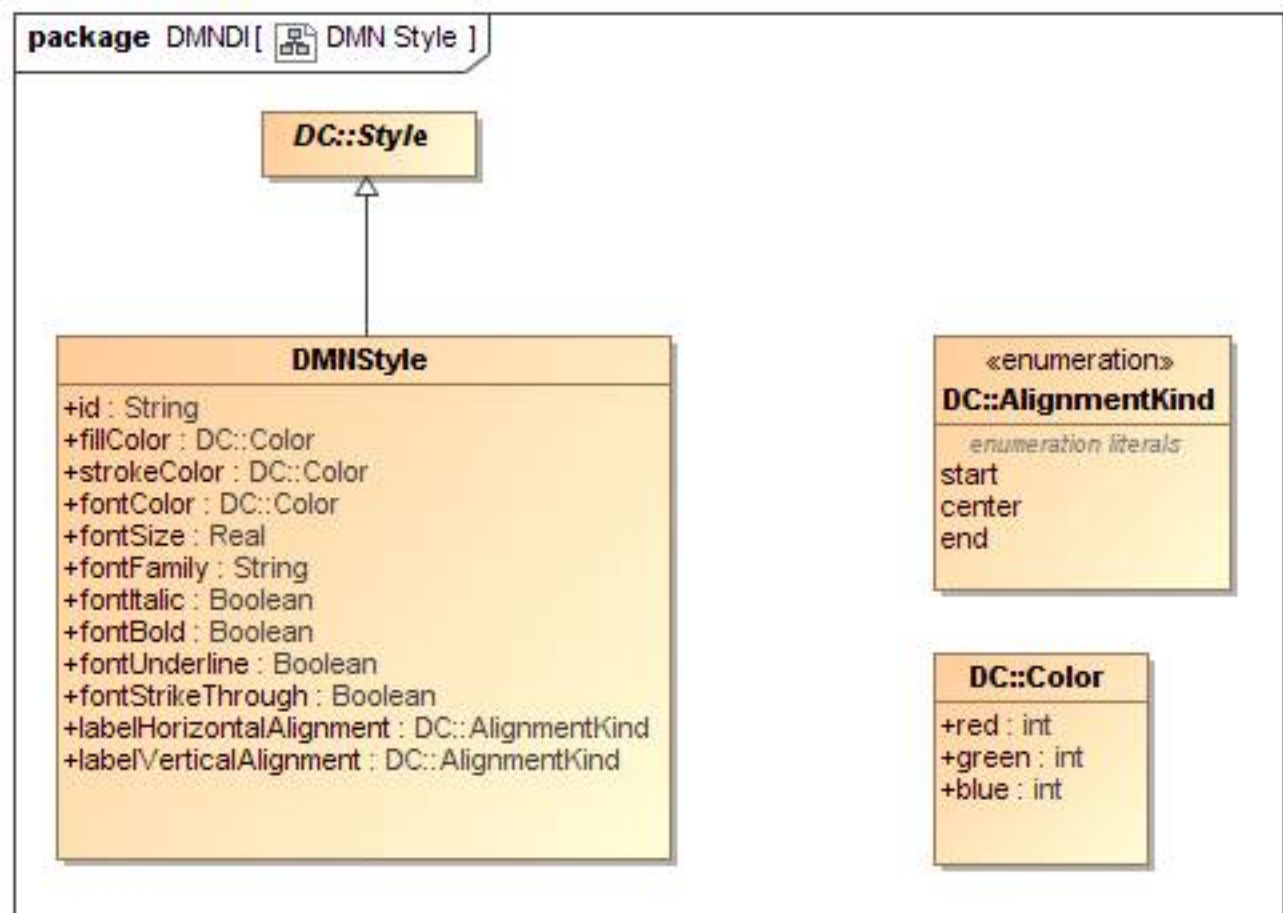 package DMNDI[ DMN Style ]
DC::Style
DMNStyle
+id : String
+fillColor : DC::Color
+strokeColor : DC::Color
+fontColor : DC::Color
+fontSize : Real
+fontFamily : String
+fontItalic : Boolean
+fontBold : Boolean
+fontUnderline : Boolean
+fontStrikeThrough : Boolean
+labelHorizontalAlignment : DC::AlignmentKind
+labelVerticalAlignment : DC::AlignmentKind
«enumeration»
DC::AlignmentKind
enumeration literals
start
center
end
DC::Color
+red : int
+green : int
+blue : int